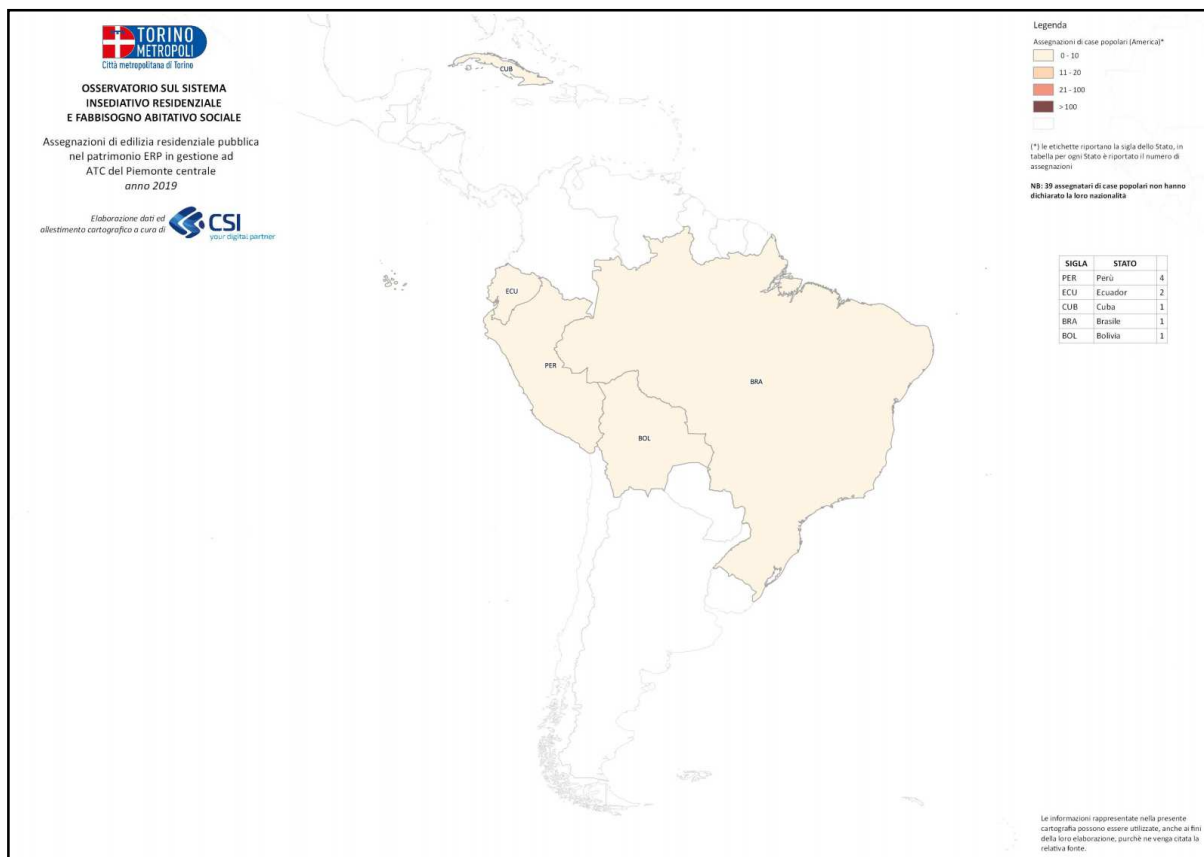 TORINO
METROPOLI
Città metropolitana di Torino
OSSERVATORIO SUL SISTEMA
INSEDIATIVO RESIDENZIALE
E FABBISOGNO ABITATIVO SOCIALE
Assegnazioni di edilizia residenziale pubblica
nel patrimonio ERP in gestione ad
ATC del Piemonte centrale
anno 2019
Elaborazione dati ed
allestimento cartografico a cura di
CSI
your digital partner
CUB
ECU
PER
BRA
BOL
Legenda
Assegnazioni di case popolari (America)*
0 - 10
11 - 20
21 - 100
> 100
(*) le etichette riportano la sigla dello Stato, in
tabella per ogni Stato è riportato il numero di
assegnazioni
NB: 39 assegnatari di case popolari non hanno
dichiarato la loro nazionalità
SIGLA STATO
PER Perù 4
ECU Ecuador 2
CUB Cuba 1
BRA Brasile 1
BOL Bolivia 1
Le informazioni rappresentate nella presente
cartografia possono essere utilizzate, anche ai fini
della loro elaborazione, purchè ne venga citata la
relativa fonte.